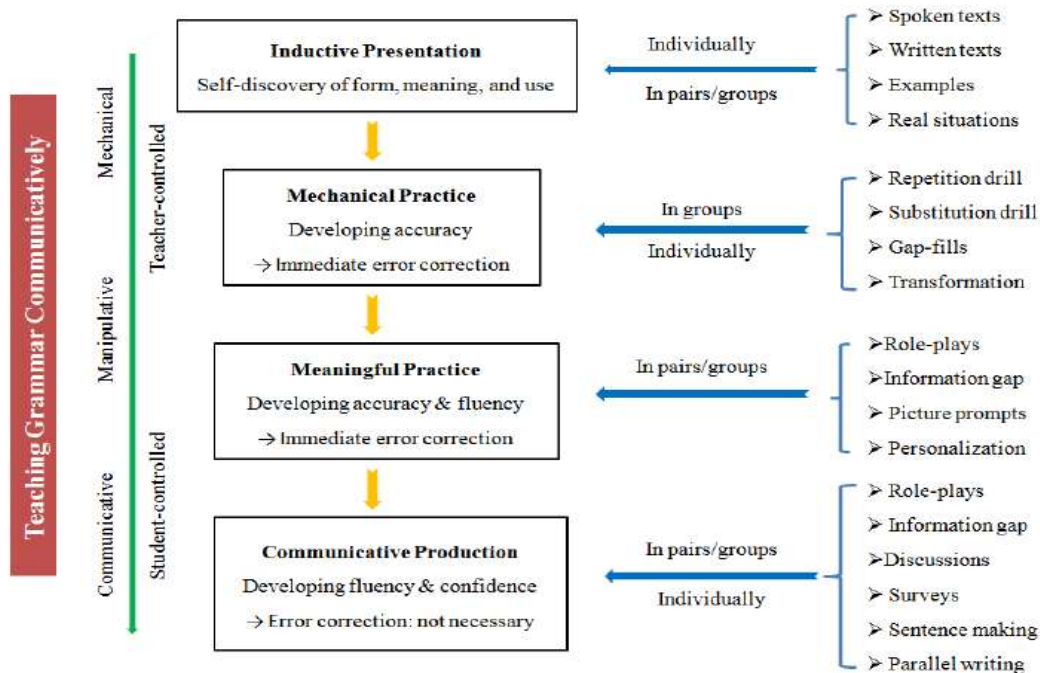 Teaching Grammar Communicatively
Mechanical
Manipulative
Communicative
Teacher-controlled
Student-controlled
Inductive Presentation
Self-discovery of form, meaning, and use
Individually
In pairs/groups
➢ Spoken texts
➢ Written texts
➢ Examples
➢ Real situations
Mechanical Practice
Developing accuracy
→ Immediate error correction
In groups
Individually
➢ Repetition drill
➢ Substitution drill
➢ Gap-fills
➢ Transformation
Meaningful Practice
Developing accuracy & fluency
→ Immediate error correction
In pairs/groups
➢Role-plays
➢Information gap
➢ Picture prompts
➢ Personalization
Communicative Production
Developing fluency & confidence
→ Error correction: not necessary
In pairs/groups
Individually
➢ Role-plays
➢ Information gap
➢Discussions
➢ Surveys
➢ Sentence making
➢ Parallel writing